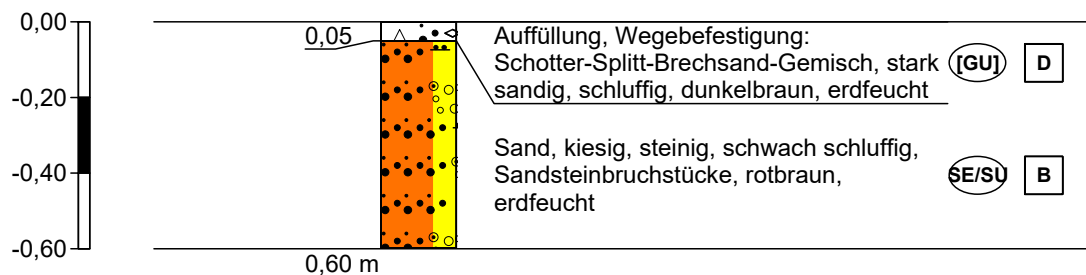 0,00
-0,20
-0,40
-0,60
0,05
Auffüllung, Wegebefestigung:
Schotter-Splitt-Brechsand-Gemisch, stark
sandig, schluffig, dunkelbraun, erdfeucht
[GU]
D
Sand, kiesig, steinig, schwach schluffig,
Sandsteinbruchstücke, rotbraun,
erdfeucht
SE/SU
B
0,60 m